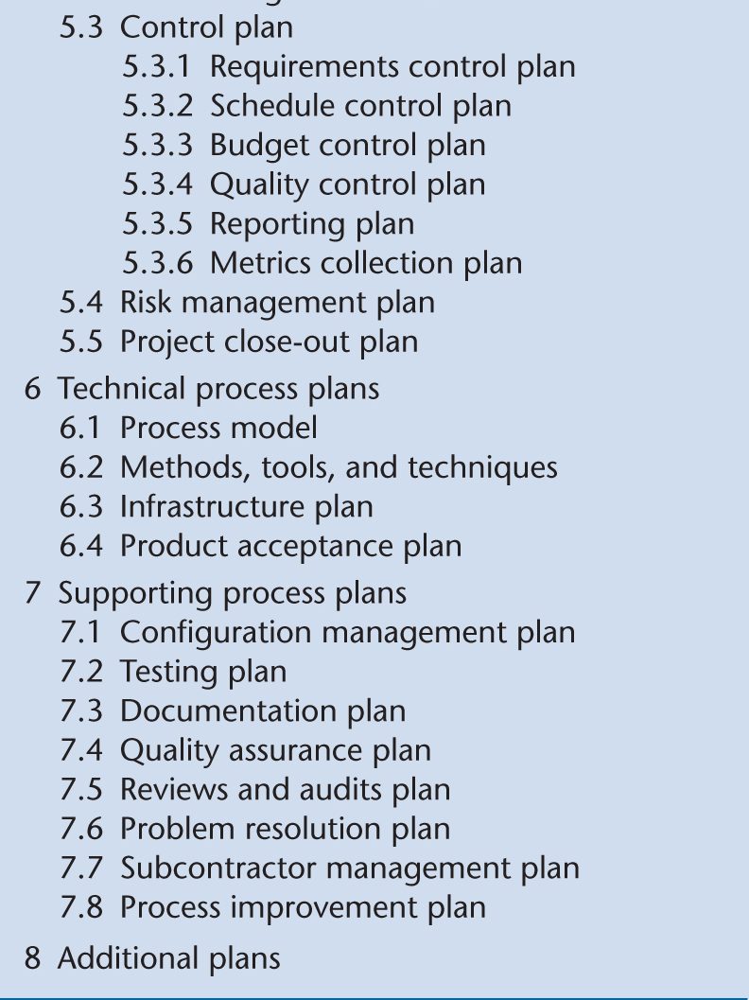 5.3 Control plan
5.3.1 Requirements control plan
5.3.2 Schedule control plan
5.3.3 Budget control plan
5.3.4 Quality control plan
5.3.5 Reporting plan
5.3.6 Metrics collection plan
5.4 Risk management plan
5.5 Project close-out plan
6 Technical process plans
6.1 Process model
6.2 Methods, tools, and techniques
6.3 Infrastructure plan
6.4 Product acceptance plan
7 Supporting process plans
7.1 Configuration management plan
7.2 Testing plan
7.3 Documentation plan
7.4 Quality assurance plan
7.5 Reviews and audits plan
7.6 Problem resolution plan
7.7 Subcontractor management plan
7.8 Process improvement plan
8 Additional plans